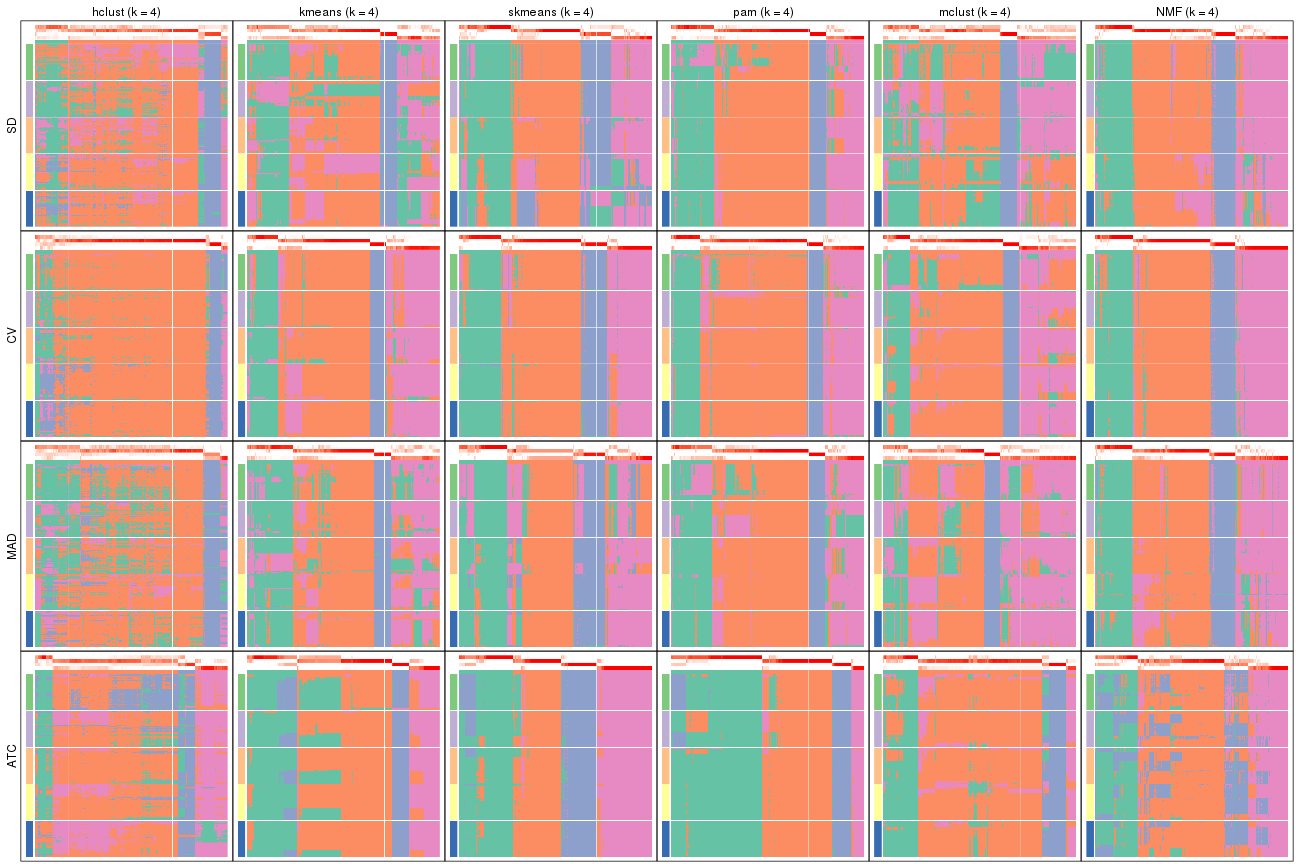 hclust (k = 4) kmeans (k = 4) skmeans (k = 4) pam (k = 4) mclust (k = 4) NMF (k = 4)
SD
CV
MAD
ATC